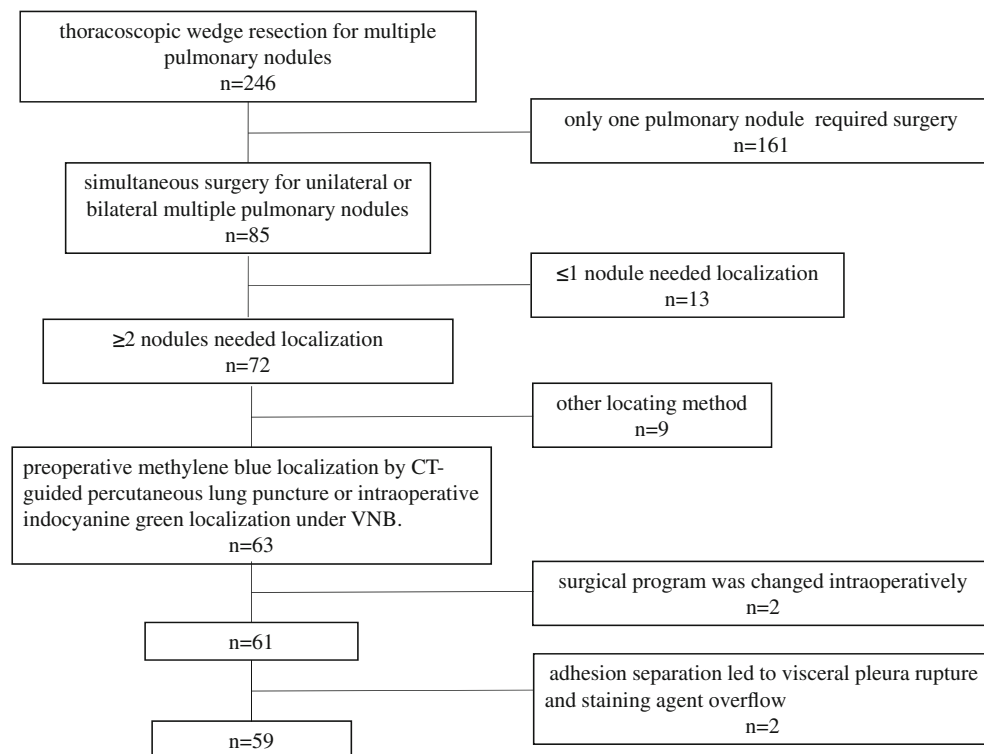 thoracoscopic wedge resection for multiple
pulmonary nodules
n=246
only one pulmonary nodule required surgery
n=161
simultaneous surgery for unilateral or
bilateral multiple pulmonary nodules
n=85
≤1 nodule needed localization
n=13
≥2 nodules needed localization
n=72
other locating method
n=9
preoperative methylene blue localization by CT-
guided percutaneous lung puncture or intraoperative
indocyanine green localization under VNB.
n=63
surgical program was changed intraoperatively
n=2
n=61
adhesion separation led to visceral pleura rupture
and staining agent overflow
n=2
n=59